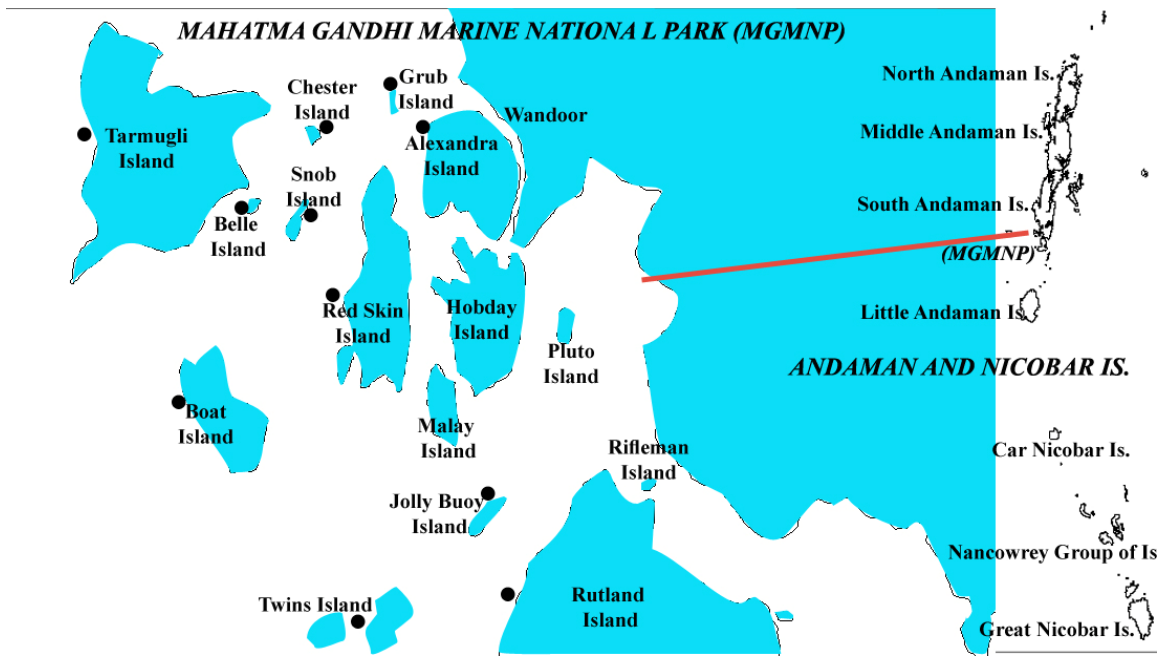 MAHATMA GANDHI MARINE NATIONA L PARK (MGMNP)
Grub
Island
Chester
Island
North Andaman Is.
Wandoor
Tarmugli
Island
Alexandra
Island
Middle Andaman Is.
Snob
Island
Belle
Island
South Andaman Is.
(MGMNP)
Red Skin
Island
Hobday
Island
Little Andaman Is.
Pluto
Island
ANDAMAN AND NICOBAR IS.
Boat
Island
Malay
Island
Rifleman
Island
Car Nicobar Is.
Jolly Buoy
Island
Nancowrey Group of Is
Twins Island
Rutland
Island
Great Nicobar Is.